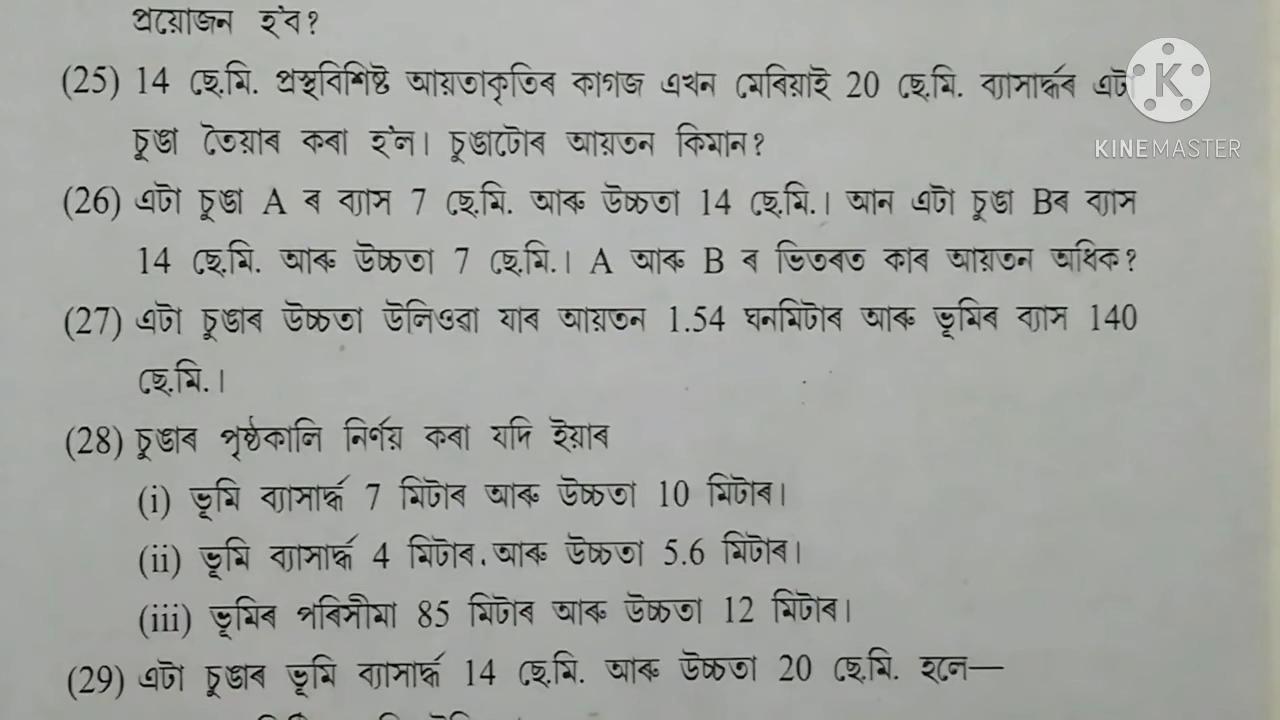 প্ৰয়োজন হ'ব?
(25) 14 ছে.মি. প্ৰস্থবিশিষ্ট আয়তাকৃতিৰ কাগজ এখন মেৰিয়াই 20 ছে.মি. ব্যাসাৰ্দ্ধৰ এটা
K
চুঙা তৈয়াৰ কৰা হ'ল। চুঙাটোৰ আয়তন কিমান?
KINEMASTER
(26) এটা চুঙা A ৰ ব্যাস 7 ছে.মি. আৰু উচ্চতা 14 ছে.মি.। আন এটা চুঙা Bৰ ব্যাস
14 ছে.মি. আৰু উচ্চতা 7 ছে.মি.। A আৰু B ৰ ভিতৰত কাৰ আয়তন অধিক?
(27) এটা চুঙাৰ উচ্চতা উলিওৱা যাৰ আয়তন 1.54 ঘনমিটাৰ আৰু ভূমিৰ ব্যাস 140
ছে.মি.।
(28) চুঙাৰ পৃষ্ঠকালি নিৰ্ণয় কৰা যদি ইয়াৰ
(i) ভূমি ব্যাসাৰ্দ্ধ 7 মিটাৰ আৰু উচ্চতা 10 মিটাৰ।
(ii) ভূমি ব্যাসাৰ্দ্ধ 4 মিটাৰ. আৰু উচ্চতা 5.6 মিটাৰ।
(iii) ভূমিৰ পৰিসীমা 85 মিটাৰ আৰু উচ্চতা 12 মিটাৰ।
(29) এটা চুঙাৰ ভূমি ব্যাসাৰ্দ্ধ 14 ছে.মি. আৰু উচ্চতা 20 ছে.মি. হলে—